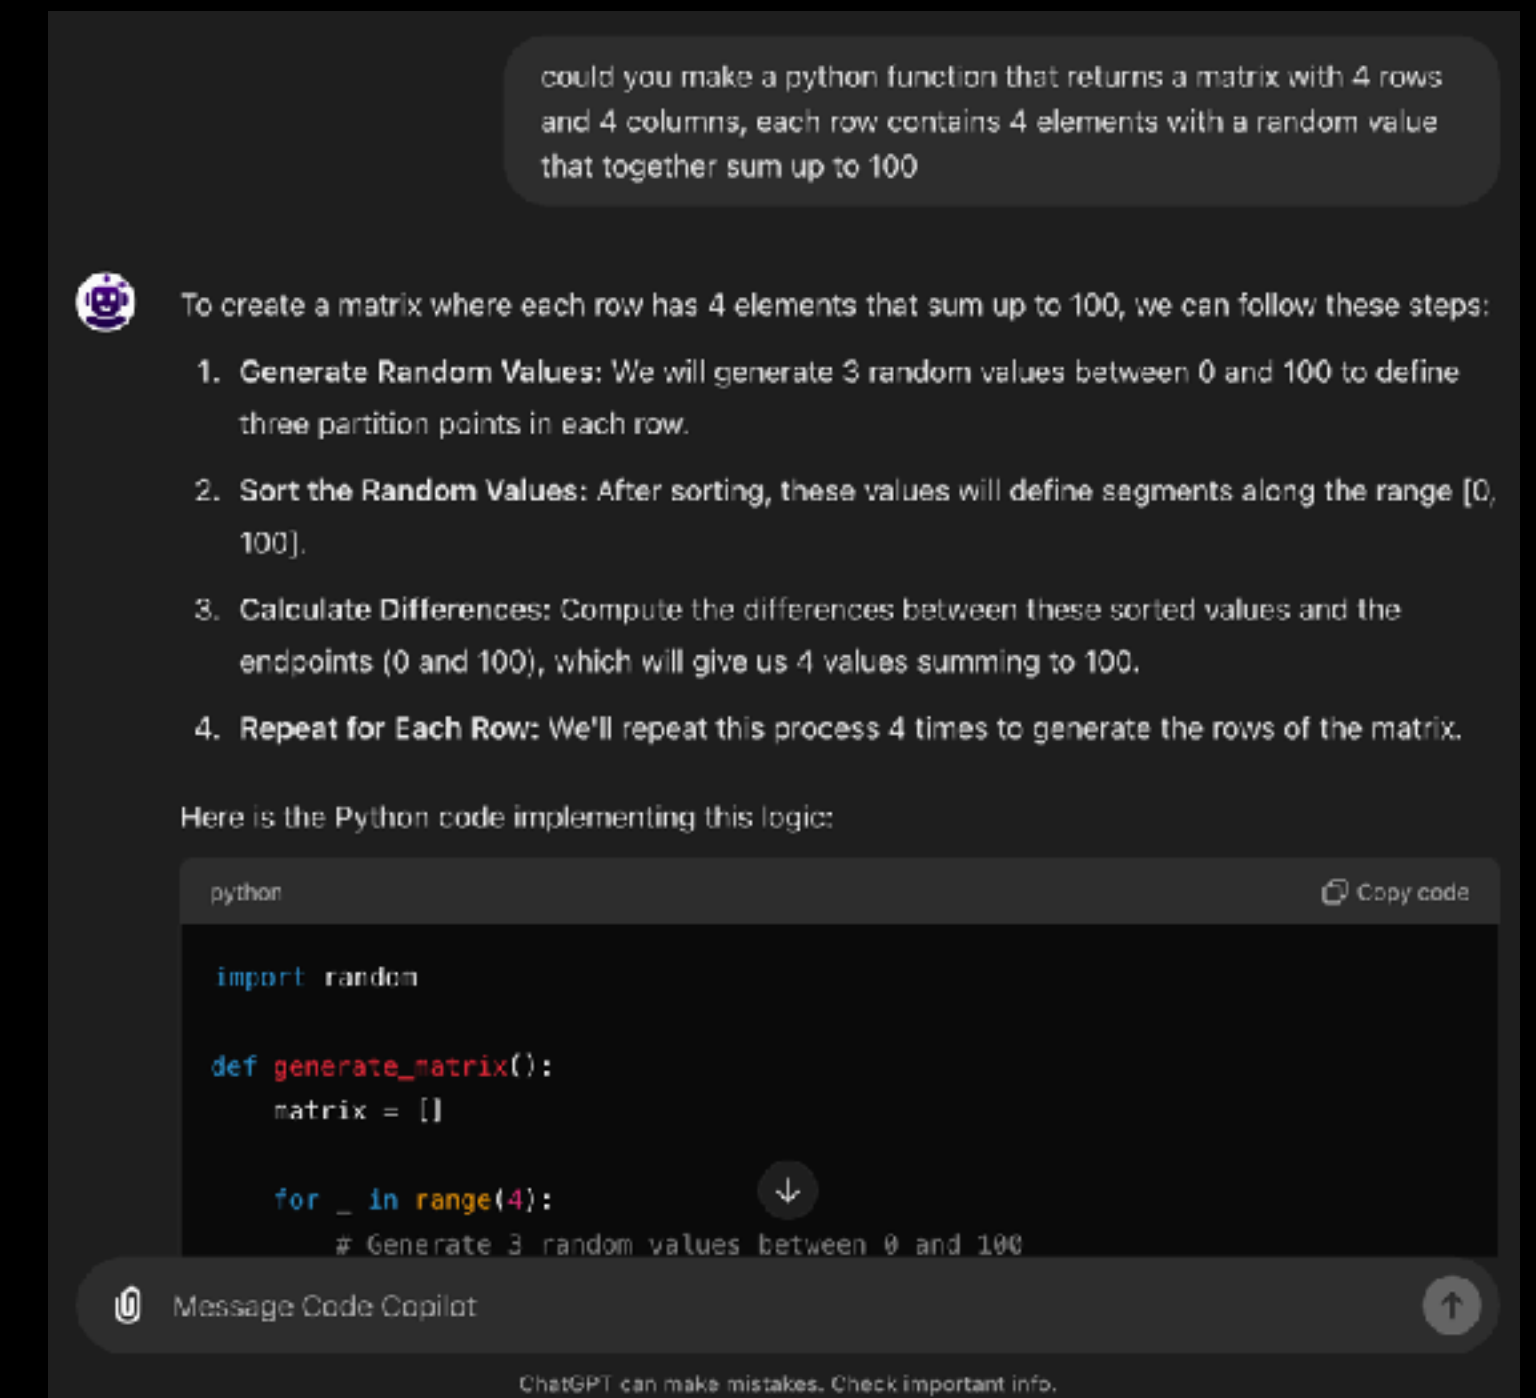 could you make a python function that returns a matrix with 4 rows
and 4 columns, each row contains 4 elements with a random value
that together sum up to 100
To create a matrix where each row has 4 elements that sum up to 100, we can follow these steps:
1. Generate Random Values: We will generate 3 random values between 0 and 100 to define
three partition points in each row.
2. Sort the Random Values: After sorting, these values will define segments along the range [0,
100].
3. Calculate Differences: Compute the differences between these sorted values and the
endpoints (0 and 100), which will give us 4 values summing to 100.
4. Repeat for Each Row: We'll repeat this process 4 times to generate the rows of the matrix.
Here is the Python code implementing this logic:
python Copy code
import random
def generate_matrix():
    matrix = []
    for _ in range(4):
        # Generate 3 random values between 0 and 100
Message Code Copilot
ChatGPT can make mistakes. Check important info.